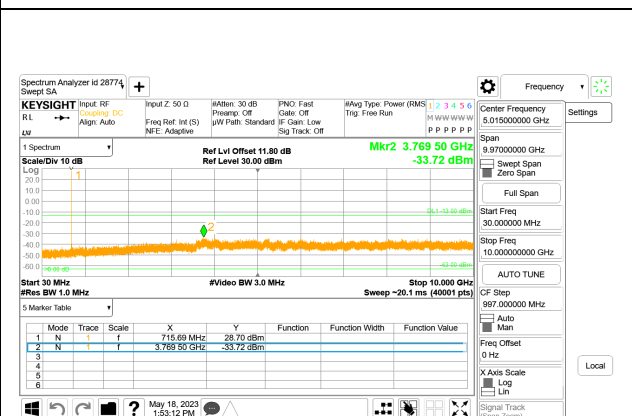 Spectrum Analyzer id 28774
Swept SA
+
Frequency
KEYSIGHT
RL
Input: RF
Coupling: DC
Align: Auto
Input Z: 50 Ω
Freq Ref: Int (S)
NFE: Adaptive
#Atten: 30 dB
Preamp: Off
µW Path: Standard
PNO: Fast
Gate: Off
IF Gain: Low
Sig Track: Off
#Avg Type: Power (RMS
Trig: Free Run
1 2 3 4 5 6
M W W W W W
P P P P P P
Settings
Center Frequency
5.015000000 GHz
Span
9.97000000 GHz
Swept Span
Zero Span
Full Span
Start Freq
30.000000 MHz
Stop Freq
10.000000000 GHz
AUTO TUNE
CF Step
997.000000 MHz
Auto
Man
Freq Offset
0 Hz
X Axis Scale
Log
Lin
Signal Track
(Span Zoom)
Local
1 Spectrum
Scale/Div 10 dB
Ref Lvl Offset 11.80 dB
Ref Level 30.00 dBm
Mkr2 3.769 50 GHz
-33.72 dBm
Log
20.0
10.0
0.00
-10.0
-20.0
-30.0
-40.0
-50.0
-60.0
1
2
DL1 -13.00 dBm
Start 30 MHz
#Res BW 1.0 MHz
#Video BW 3.0 MHz
Stop 10.000 GHz
Sweep ~20.1 ms (40001 pts)
5 Marker Table
Mode Trace Scale X Y Function Function Width Function Value
1 N 1 f 715.69 MHz 28.70 dBm
2 N 1 f 3.769 50 GHz -33.72 dBm
3
4
5
6
?
May 18, 2023
1:53:12 PM